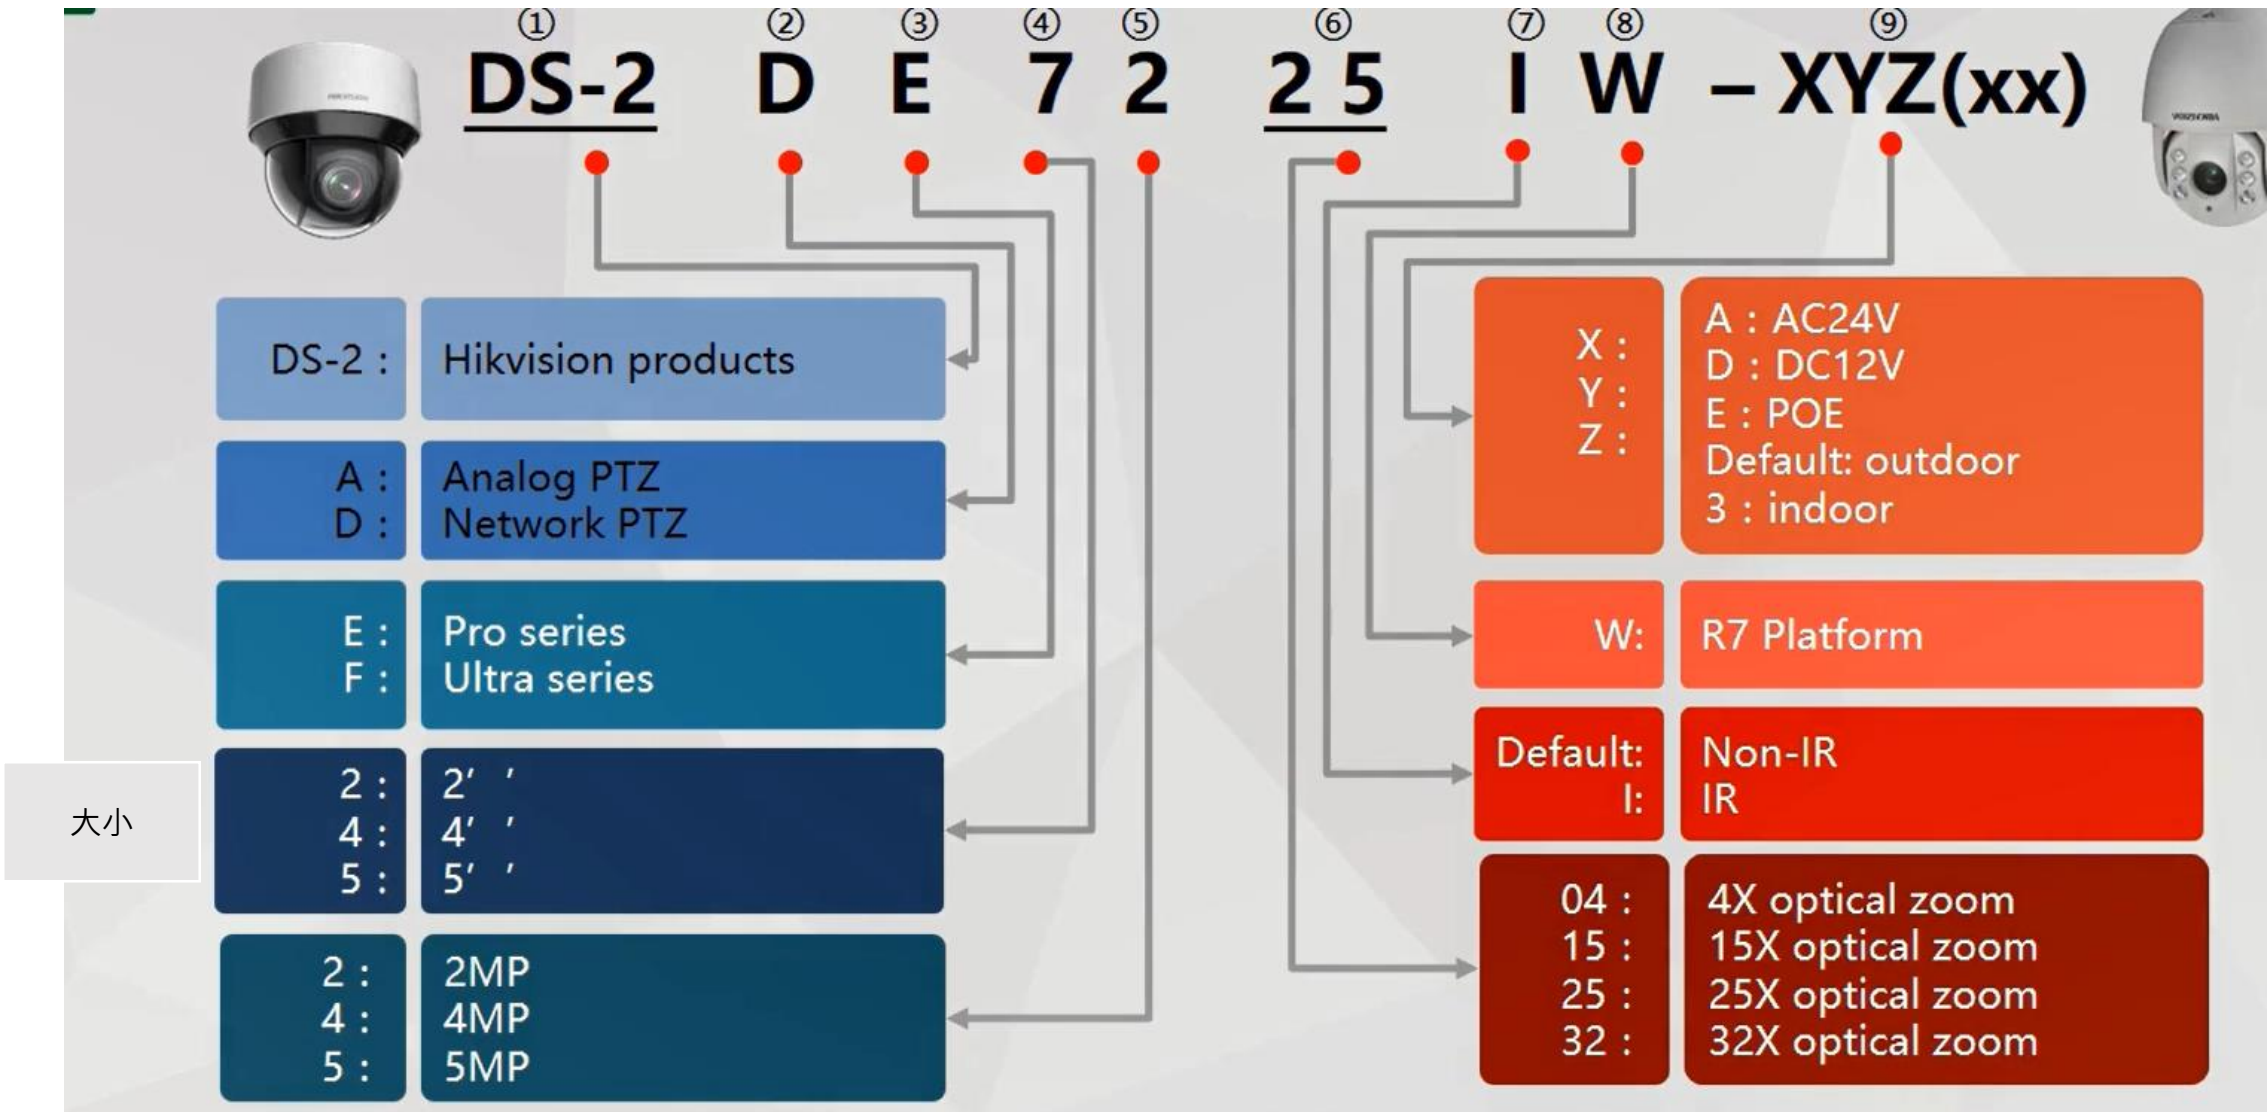 ① ② ③ ④ ⑤ ⑥ ⑦ ⑧ ⑨
DS-2 D E 7 2 2 5 I W – XYZ(xx)
HIKVISION
DS-2 : Hikvision products
A : Analog PTZ
D : Network PTZ
E : Pro series
F : Ultra series
大小
2 : 2′ ′
4 : 4′ ′
5 : 5′ ′
2 : 2MP
4 : 4MP
5 : 5MP
X :
Y :
Z :
A : AC24V
D : DC12V
E : POE
Default: outdoor
3 : indoor
W: R7 Platform
Default: Non-IR
I: IR
04 : 4X optical zoom
15 : 15X optical zoom
25 : 25X optical zoom
32 : 32X optical zoom